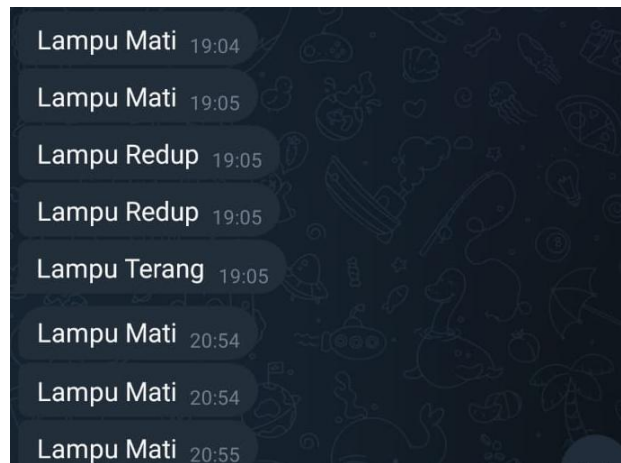 Lampu Mati 19:04
Lampu Mati 19:05
Lampu Redup 19:05
Lampu Redup 19:05
Lampu Terang 19:05
Lampu Mati 20:54
Lampu Mati 20:54
Lampu Mati 20:55